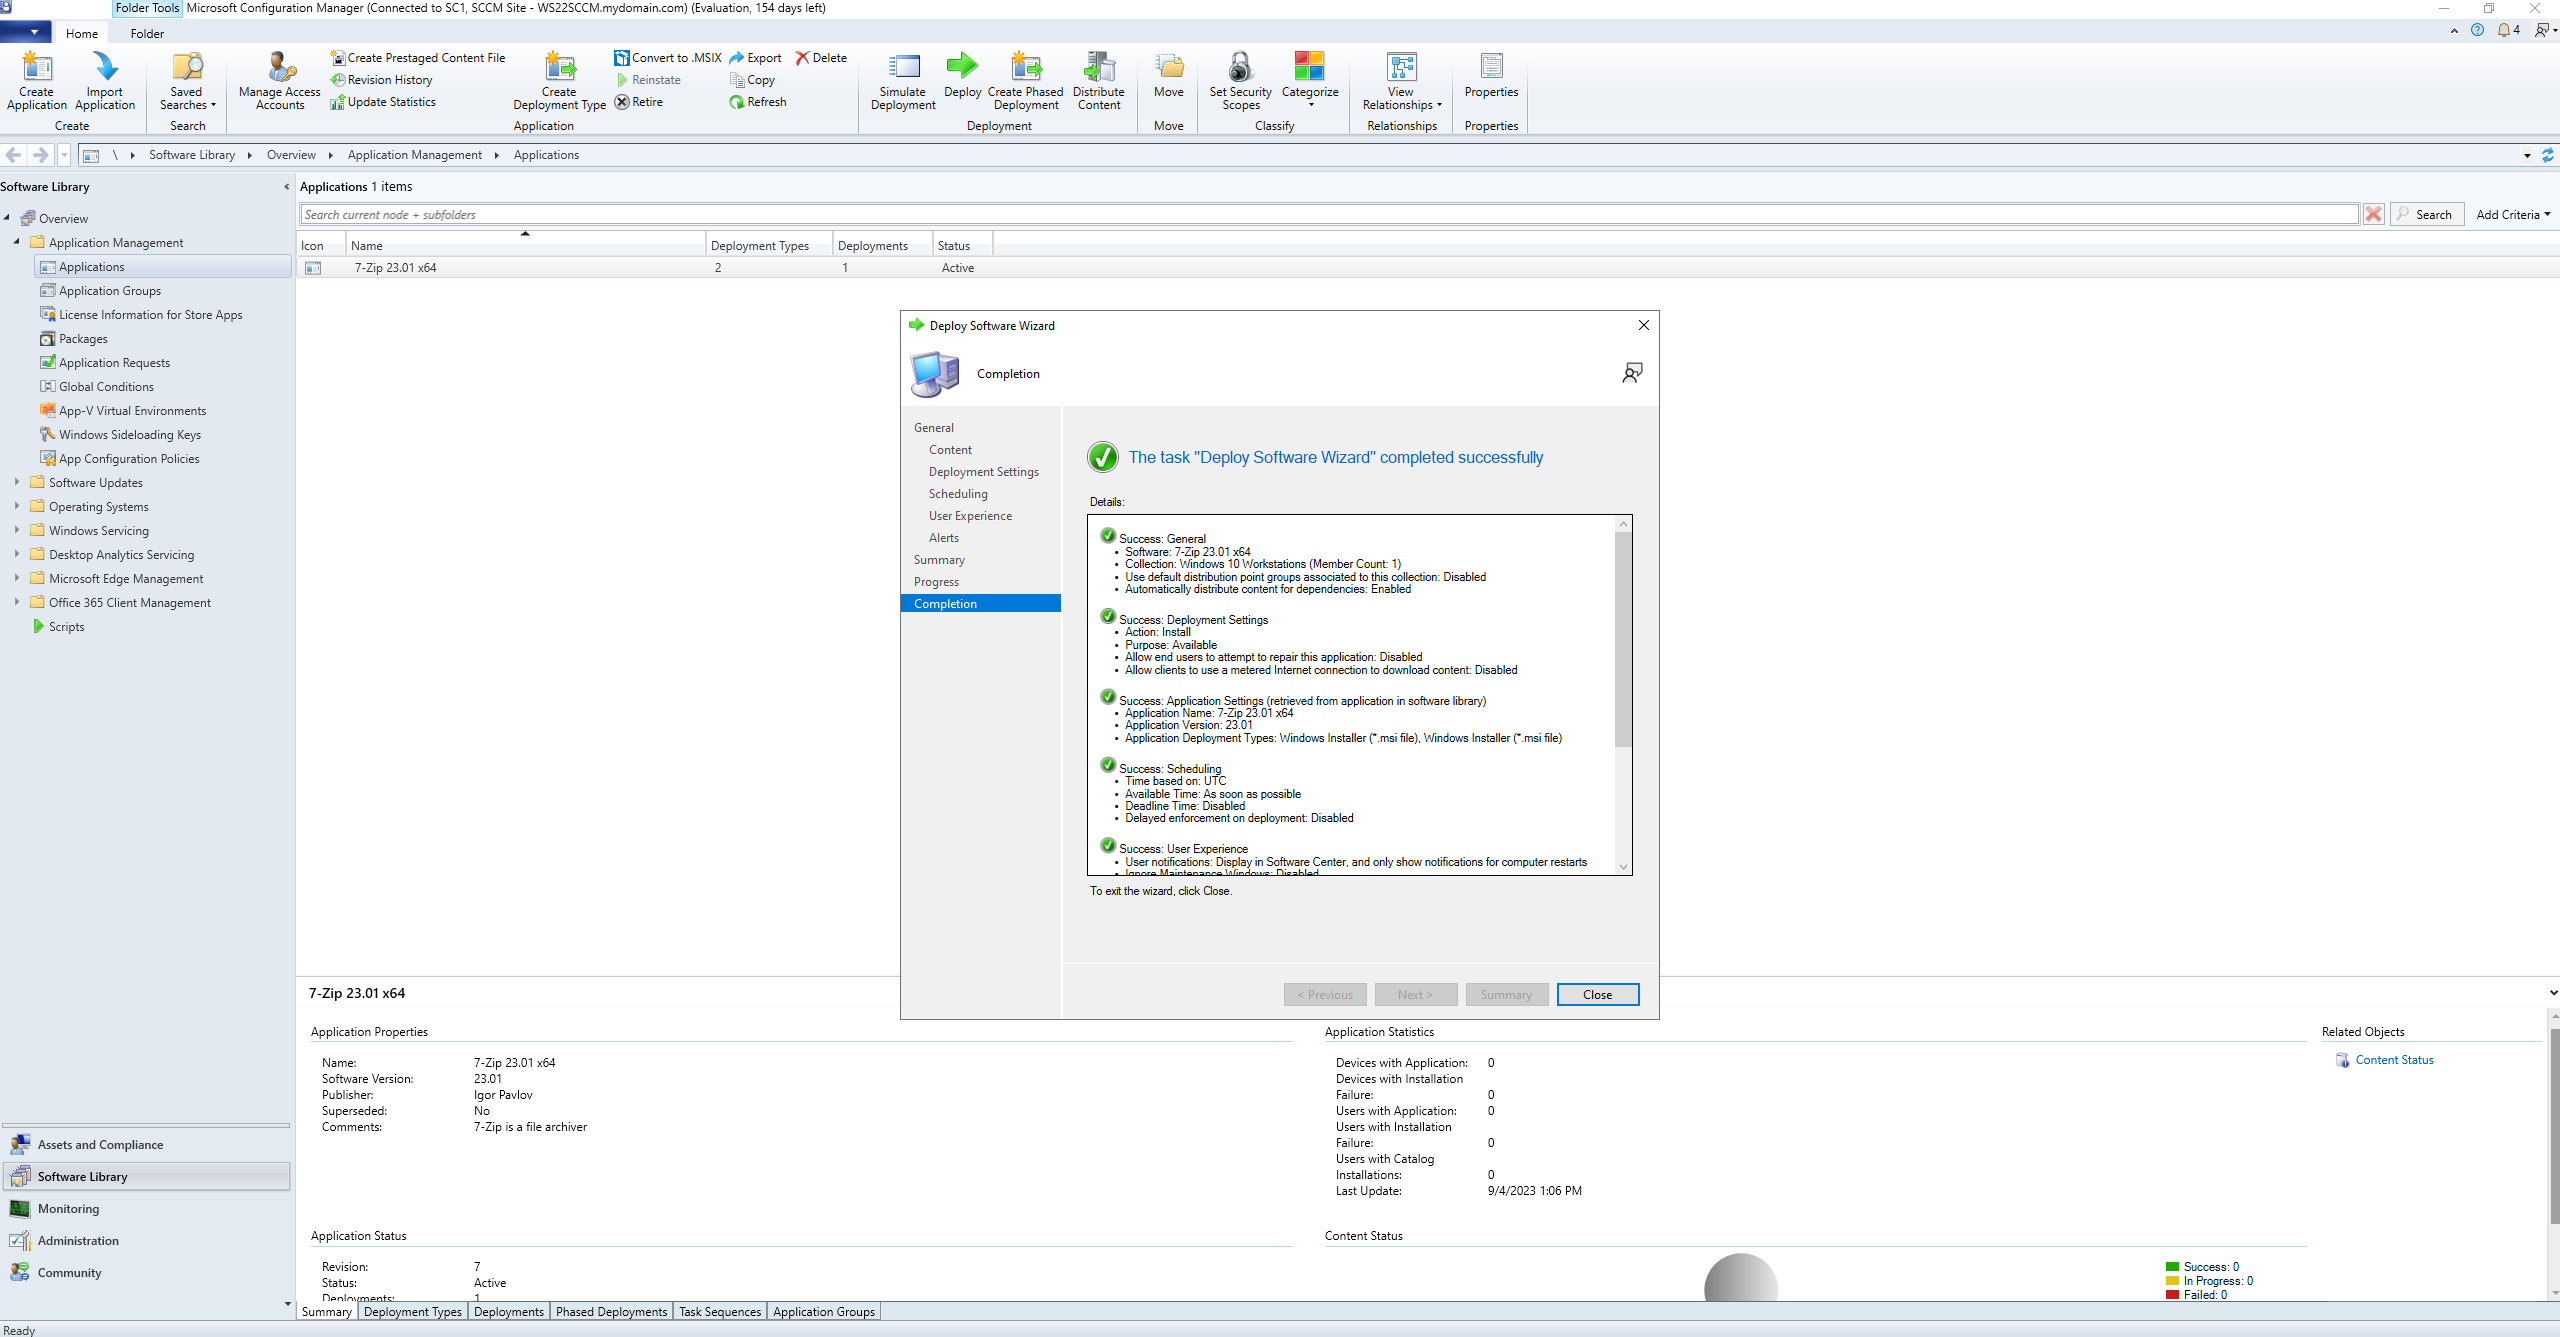 Folder Tools
Microsoft Configuration Manager (Connected to SC1, SCCM Site - WS22SCCM.mydomain.com) (Evaluation, 154 days left)
Home
Folder
4
Create Application
Import Application
Create
Saved Searches
Search
Manage Access Accounts
Create Prestaged Content File
Revision History
Update Statistics
Create Deployment Type
Convert to .MSIX
Reinstate
Retire
Export
Copy
Refresh
Delete
Application
Simulate Deployment
Deploy
Create Phased Deployment
Distribute Content
Deployment
Move
Move
Set Security Scopes
Categorize
Classify
View Relationships
Relationships
Properties
Properties
\ Software Library Overview Application Management Applications
Software Library
Overview
Application Management
Applications
Application Groups
License Information for Store Apps
Packages
Application Requests
Global Conditions
App-V Virtual Environments
Windows Sideloading Keys
App Configuration Policies
Software Updates
Operating Systems
Windows Servicing
Desktop Analytics Servicing
Microsoft Edge Management
Office 365 Client Management
Scripts
Assets and Compliance
Software Library
Monitoring
Administration
Community
Ready
Applications 1 items
Search current node + subfolders
Search
Add Criteria
Icon Name Deployment Types Deployments Status
7-Zip 23.01 x64 2 1 Active
Deploy Software Wizard
Completion
General
Content
Deployment Settings
Scheduling
User Experience
Alerts
Summary
Progress
Completion
The task "Deploy Software Wizard" completed successfully
Details:
Success: General
• Software: 7-Zip 23.01 x64
• Collection: Windows 10 Workstations (Member Count: 1)
• Use default distribution point groups associated to this collection: Disabled
• Automatically distribute content for dependencies: Enabled
Success: Deployment Settings
• Action: Install
• Purpose: Available
• Allow end users to attempt to repair this application: Disabled
• Allow clients to use a metered Internet connection to download content: Disabled
Success: Application Settings (retrieved from application in software library)
• Application Name: 7-Zip 23.01 x64
• Application Version: 23.01
• Application Deployment Types: Windows Installer (*.msi file), Windows Installer (*.msi file)
Success: Scheduling
• Time based on: UTC
• Available Time: As soon as possible
• Deadline Time: Disabled
• Delayed enforcement on deployment: Disabled
Success: User Experience
• User notifications: Display in Software Center, and only show notifications for computer restarts
• Ignore Maintenance Windows: Disabled
To exit the wizard, click Close.
< Previous
Next >
Summary
Close
7-Zip 23.01 x64
Application Properties
Name: 7-Zip 23.01 x64
Software Version: 23.01
Publisher: Igor Pavlov
Superseded: No
Comments: 7-Zip is a file archiver
Application Statistics
Devices with Application: 0
Devices with Installation
Failure: 0
Users with Application: 0
Users with Installation
Failure: 0
Users with Catalog
Installations: 0
Last Update: 9/4/2023 1:06 PM
Related Objects
Content Status
Application Status
Revision: 7
Status: Active
Deployments: 1
Content Status
Success: 0
In Progress: 0
Failed: 0
Summary
Deployment Types
Deployments
Phased Deployments
Task Sequences
Application Groups